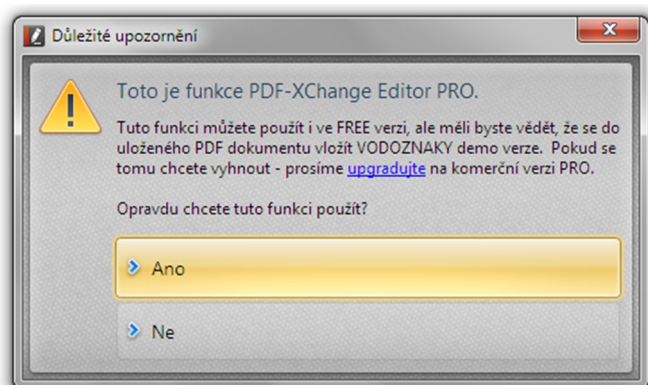 Důležité upozornění
Toto je funkce PDF-XChange Editor PRO.
Tuto funkci můžete použít i ve FREE verzi, ale měli byste vědět, že se do
uloženého PDF dokumentu vložít VODOZNAKY demo verze. Pokud se
tomu chcete vyhnout - prosíme upgradujte na komerční verzi PRO.
Opravdu chcete tuto funkci použít?
Ano
Ne